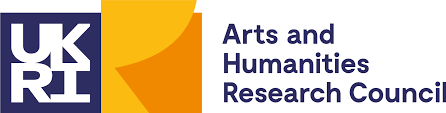 UK
RI
Arts and
Humanities
Research Council